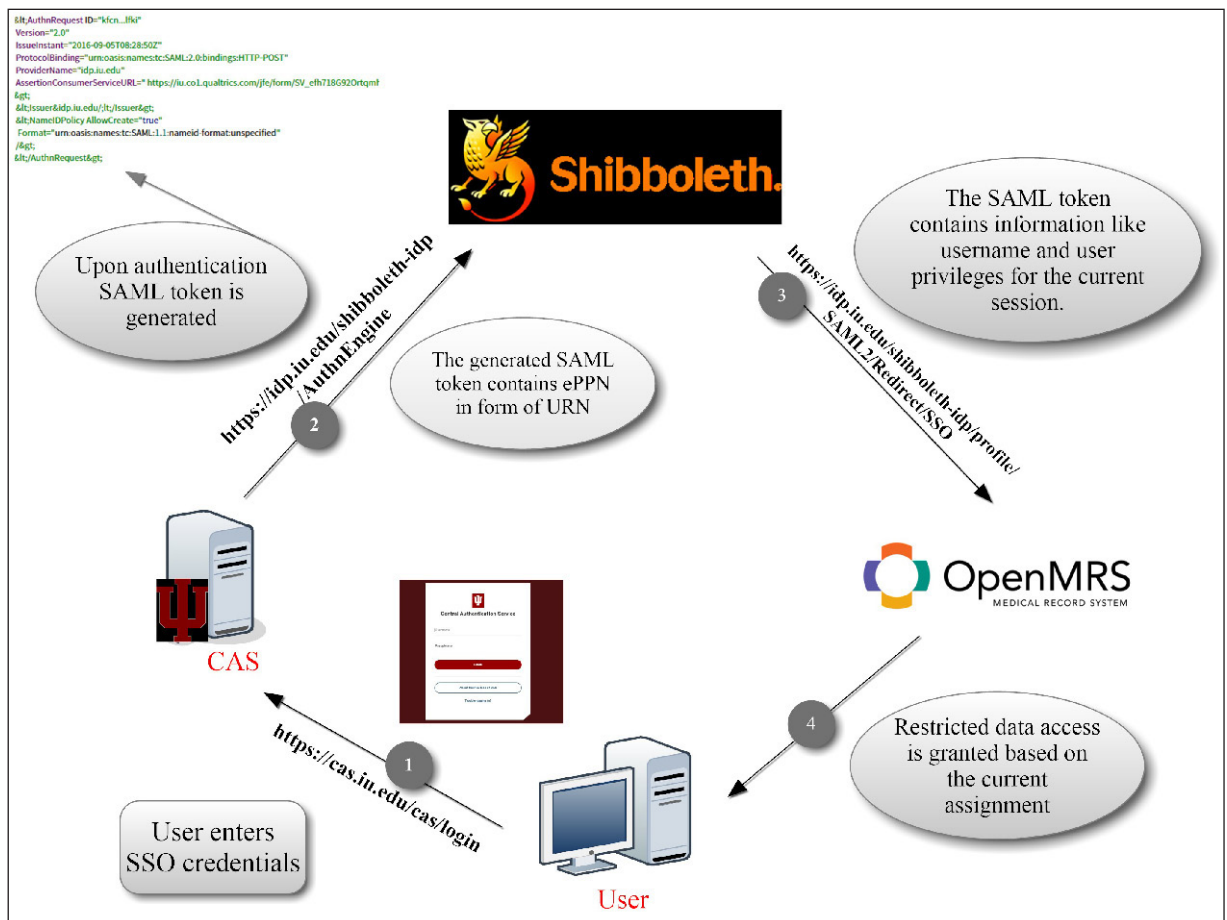 &lt;AuthnRequest ID="kfcn...lfki"
Version="2.0"
IssueInstant="2016-09-05T08:28:50Z"
ProtocolBinding="urn:oasis:names:tc:SAML:2.0:bindings:HTTP-POST"
ProviderName="idp.iu.edu"
AssertionConsumerServiceURL=" https://iu.co1.qualtrics.com/jfe/form/SV_efh718G92Ortqmf
&gt;
&lt;Issuer&idp.iu.edu/;lt;/Issuer&gt;
&lt;NameIDPolicy AllowCreate="true"
Format="urn:oasis:names:tc:SAML:1.1:nameid-format:unspecified"
/&gt;
&lt;/AuthnRequest&gt;
Shibboleth.
Upon authentication
SAML token is
generated
The SAML token
contains information like
username and user
privileges for the current
session.
https://idp.iu.edu/shibboleth-idp
/AuthnEngine
2
The generated SAML
token contains ePPN
in form of URN
3
https://idp.iu.edu/shibboleth-idp/profile/
SAML2/Redirect/SSO
CAS
Central Authentication Service
OpenMRS
MEDICAL RECORD SYSTEM
1
https://cas.iu.edu/cas/login
4
Restricted data access
is granted based on
the current
assignment
User enters
SSO credentials
User